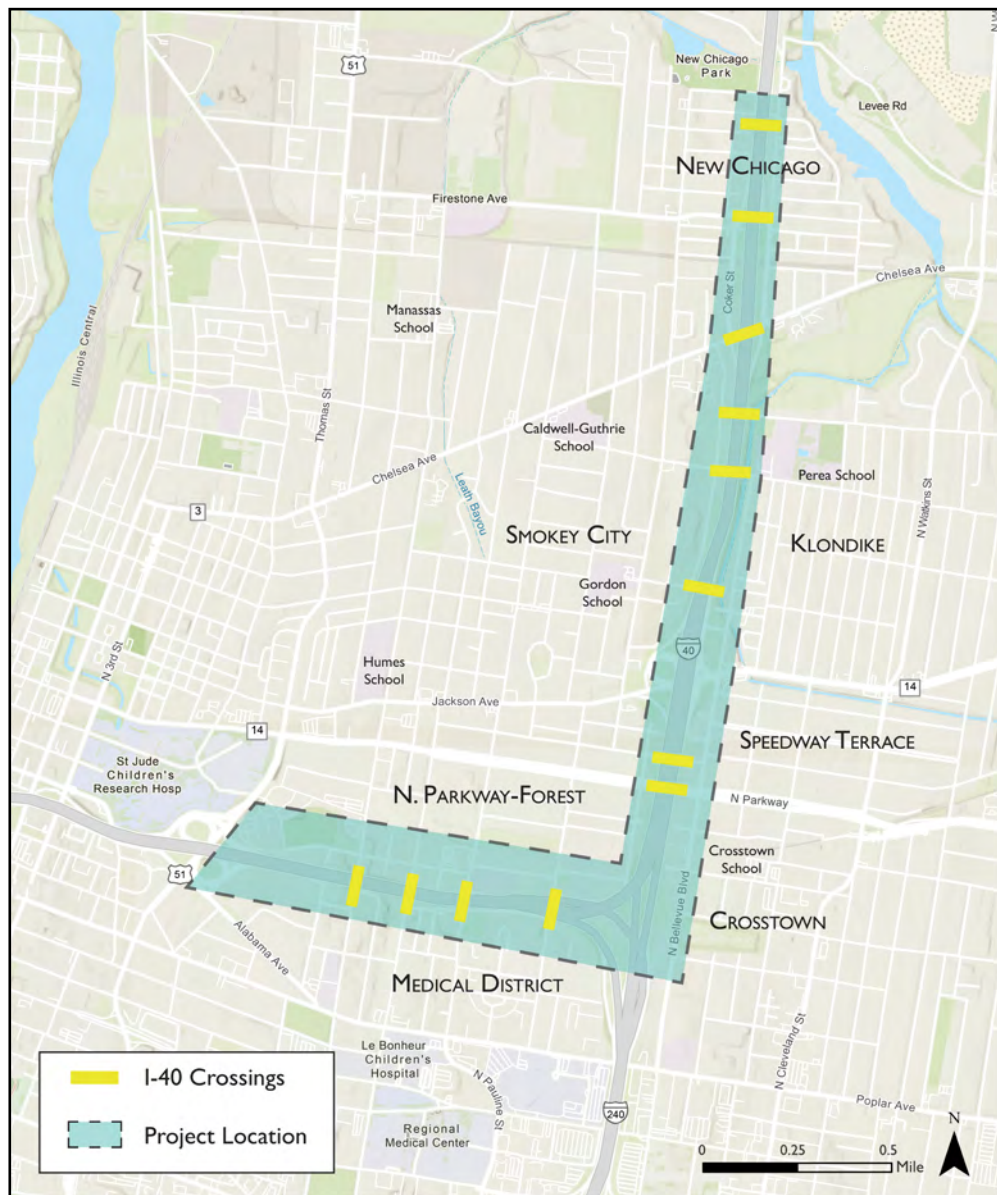 New Chicago
Park
51
Levee Rd
NEW CHICAGO
Firestone Ave
Chelsea Ave
Coker St
Manassas
School
Illinois Central
Thomas St
Caldwell-Guthrie
School
Chelsea Ave
Perea School
N Watkins St
Leath Bayou
3
SMOKEY CITY
KLONDIKE
Gordon
School
40
N 3rd St
Humes
School
14
Jackson Ave
14
SPEEDWAY TERRACE
St Jude
Children's
Research Hosp
N. PARKWAY-FOREST
N Parkway
Crosstown
School
51
N Bellevue Blvd
CROSSTOWN
Alabama Ave
MEDICAL DISTRICT
Le Bonheur
Children's
Hospital
N Pauline St
N Cleveland St
Poplar Ave
240
Regional
Medical Center
I-40 Crossings
Project Location
N
0 0.25 0.5
Mile